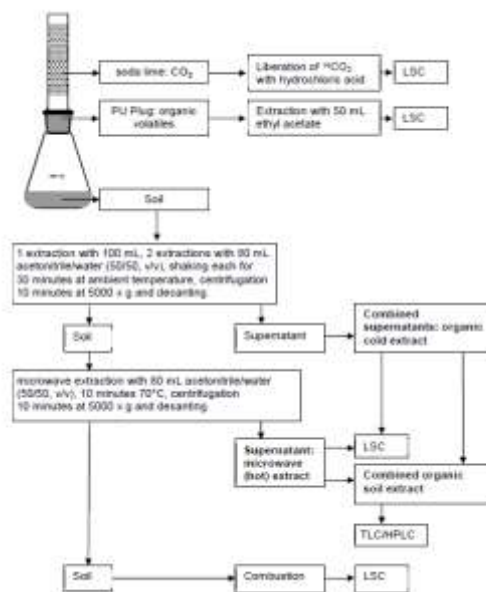 soda lime: CO₂
Liberation of ¹⁴CO₂
with hydrochloric acid
LSC
PU Plug: organic
volatiles
Extraction with 50 mL
ethyl acetate
LSC
Soil
1 extraction with 100 mL, 2 extractions with 80 mL
acetonitrile/water (50/50, v/v), shaking each for
30 minutes at ambient temperature, centrifugation
10 minutes at 5000 x g and decanting
Soil
Supernatant
Combined
supernatants: organic
cold extract
microwave extraction with 80 mL acetonitrile/water
(50/50, v/v), 10 minutes 70°C, centrifugation
10 minutes at 5000 x g and decanting
Supernatant:
microwave
(hot) extract
LSC
Combined organic
soil extract
TLC/HPLC
Soil
Combustion
LSC